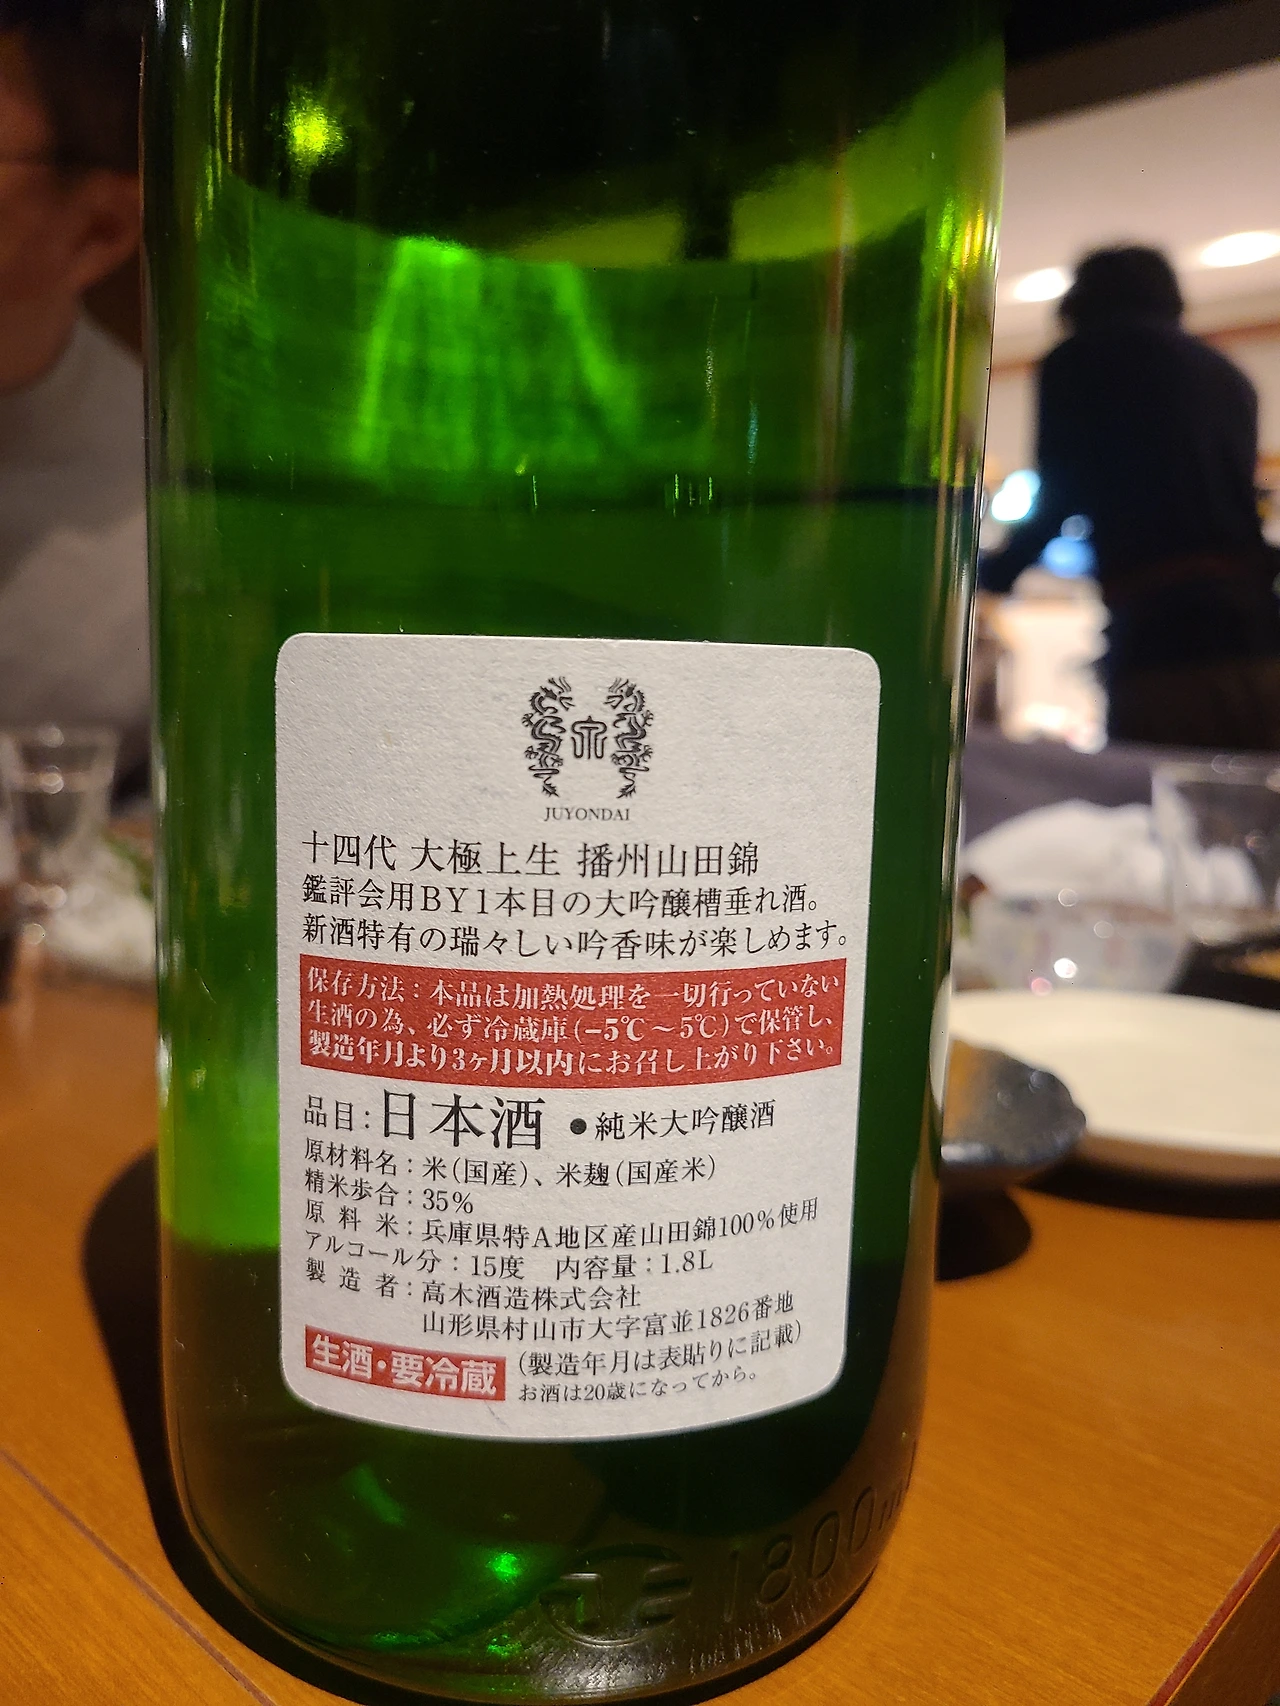 JUYONDAI
十四代 大極上生 播州山田錦
鑑評会用BY1本目の大吟醸槽垂れ酒。
新酒特有の瑞々しい吟香味が楽しめます。
保存方法：本品は加熱処理を一切行っていない
生酒の為、必ず冷蔵庫(−5℃～5℃)で保管し、
製造年月より3ヶ月以内にお召し上がり下さい。
品目：日本酒 ●純米大吟醸酒
原材料名：米(国産)、米麹(国産米)
精米歩合：35％
原料米：兵庫県特A地区産山田錦100％使用
アルコール分：15度 内容量：1.8L
製造者：高木酒造株式会社
山形県村山市大字富並1826番地
生酒・要冷蔵 (製造年月は表貼りに記載)
お酒は20歳になってから。
1800